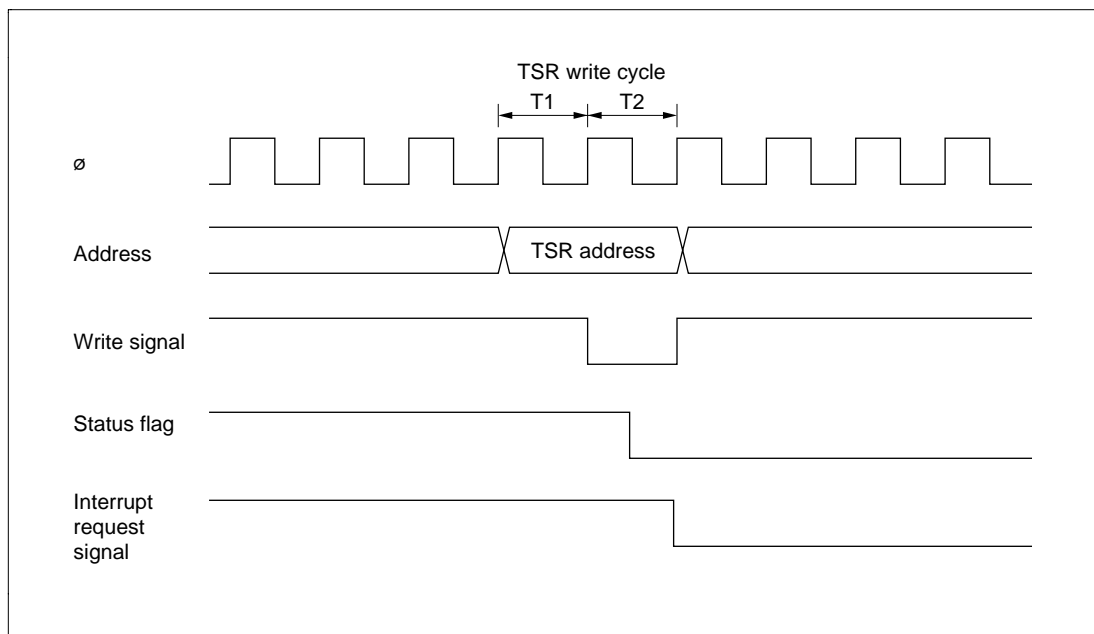 TSR write cycle
T1 T2
ø
Address
TSR address
Write signal
Status flag
Interrupt
request
signal